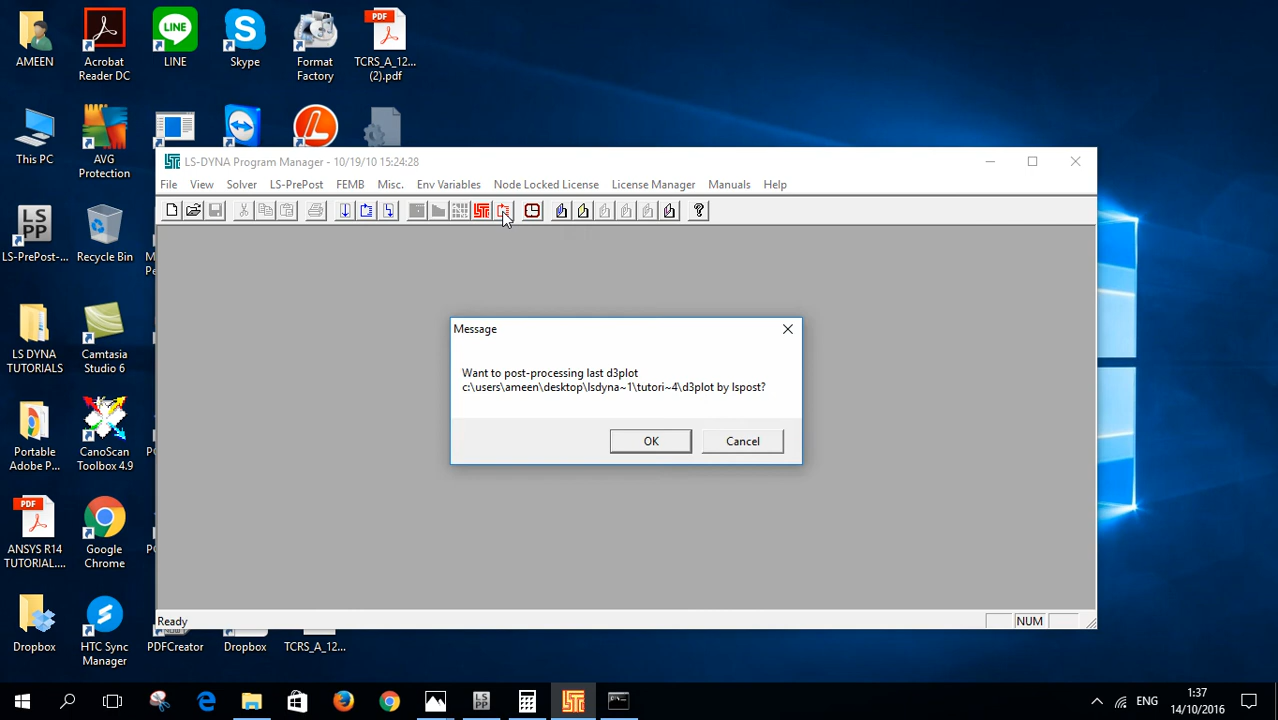 AMEEN
Acrobat
Reader DC
LINE
Skype
Format
Factory
PDF
TCRS_A_12...
(2).pdf
This PC
AVG
Protection
LS-DYNA Program Manager - 10/19/10 15:24:28
File View Solver LS-PrePost FEMB Misc. Env Variables Node Locked License License Manager Manuals Help
LS
PP
LS-PrePost-...
Recycle Bin
LS DYNA
TUTORIALS
Camtasia
Studio 6
Message
Want to post-processing last d3plot
c:\users\ameen\desktop\lsdyna~1\tutori~4\d3plot by lspost?
OK
Cancel
Portable
Adobe P...
CanoScan
Toolbox 4.9
PDF
ANSYS R14
TUTORIAL....
Google
Chrome
Ready
NUM
Dropbox
HTC Sync
Manager
PDFCreator
Dropbox
TCRS_A_12...
LS
PP
ENG
1:37
14/10/2016